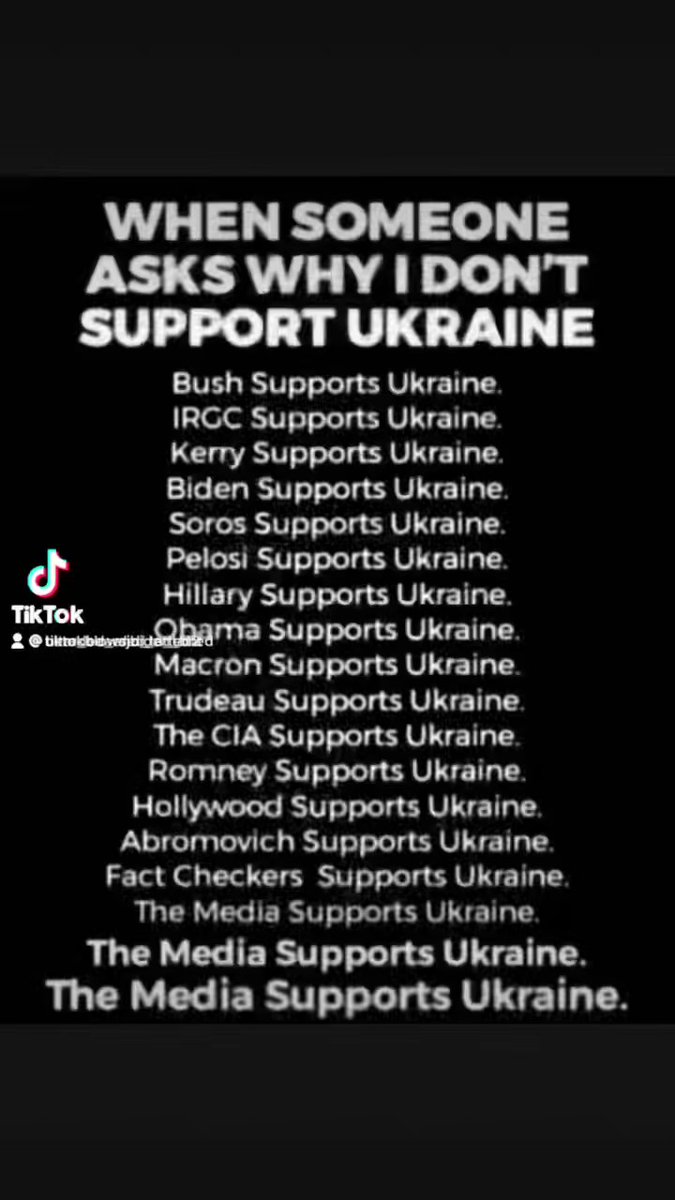 WHEN SOMEONE
ASKS WHY I DON'T
SUPPORT UKRAINE
Bush Supports Ukraine.
IRGC Supports Ukraine.
Kerry Supports Ukraine.
Biden Supports Ukraine.
Soros Supports Ukraine.
Pelosi Supports Ukraine.
Hillary Supports Ukraine.
Obama Supports Ukraine.
Macron Supports Ukraine.
Trudeau Supports Ukraine.
The CIA Supports Ukraine.
Romney Supports Ukraine.
Hollywood Supports Ukraine.
Abromovich Supports Ukraine.
Fact Checkers Supports Ukraine.
The Media Supports Ukraine.
The Media Supports Ukraine.
The Media Supports Ukraine.
TikTok
@